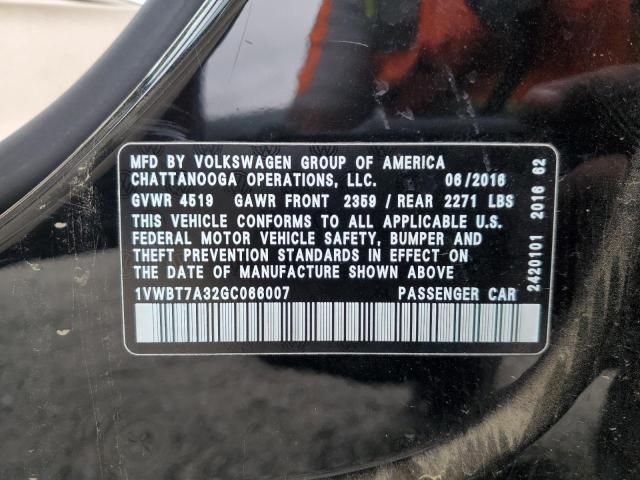 MFD BY VOLKSWAGEN GROUP OF AMERICA
CHATTANOOGA OPERATIONS, LLC. 06/2016
GVWR 4519 GAWR FRONT 2359 / REAR 2271 LBS
THIS VEHICLE CONFORMS TO ALL APPLICABLE U.S.
FEDERAL MOTOR VEHICLE SAFETY, BUMPER AND
THEFT PREVENTION STANDARDS IN EFFECT ON
THE DATE OF MANUFACTURE SHOWN ABOVE
1VWBT7A32GC066007 PASSENGER CAR
2420101 2016 62